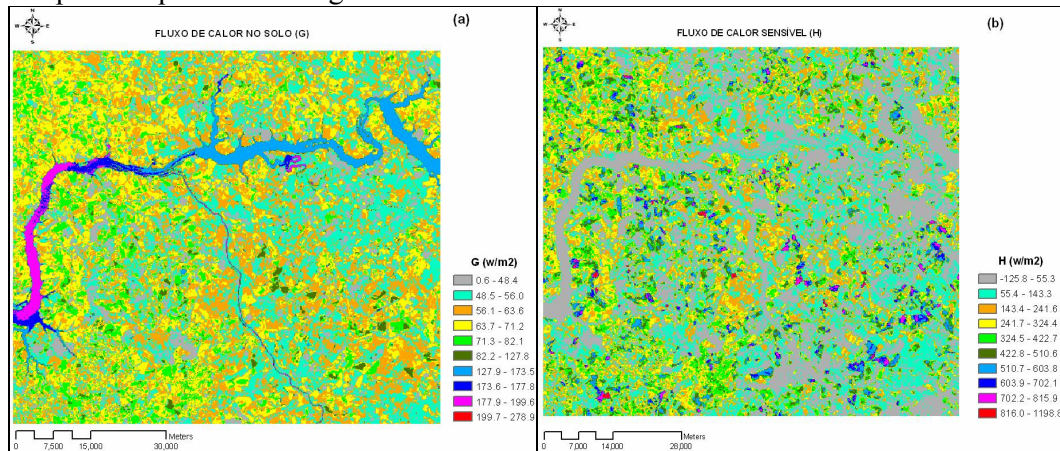 (a)
FLUXO DE CALOR NO SOLO (G)
N
W E
S
G (w/m2)
0.6 - 48.4
48.5 - 56.0
56.1 - 63.6
63.7 - 71.2
71.3 - 82.1
82.2 - 127.8
127.9 - 173.5
173.6 - 177.8
177.9 - 199.6
199.7 - 278.9
Meters
0 7,500 15,000 30,000
(b)
FLUXO DE CALOR SENSÍVEL (H)
N
W E
S
H (w/m2)
-125.8 - 55.3
55.4 - 143.3
143.4 - 241.6
241.7 - 324.4
324.5 - 422.7
422.8 - 510.6
510.7 - 603.8
603.9 - 702.1
702.2 - 815.9
816.0 - 1198.8
Meters
0 7,000 14,000 28,000